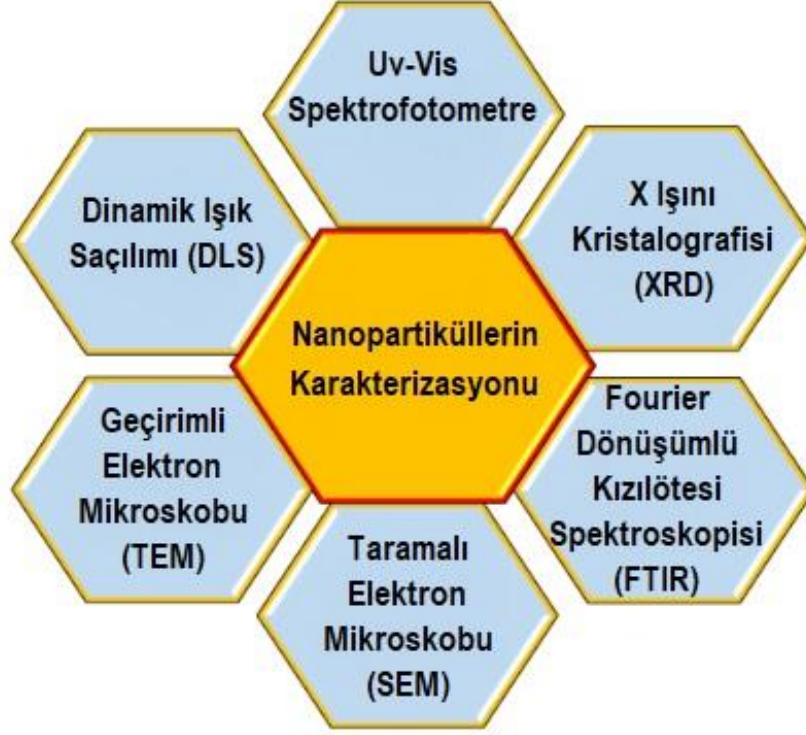 Uv-Vis
Spektrofotometre
Dinamik Işık
Saçılımı (DLS)
X Işını
Kristalografisi
(XRD)
Nanopartiküllerin
Karakterizasyonu
Geçirimli
Elektron
Mikroskobu
(TEM)
Fourier
Dönüşümlü
Kızılötesi
Spektroskopisi
(FTIR)
Taramalı
Elektron
Mikroskobu
(SEM)